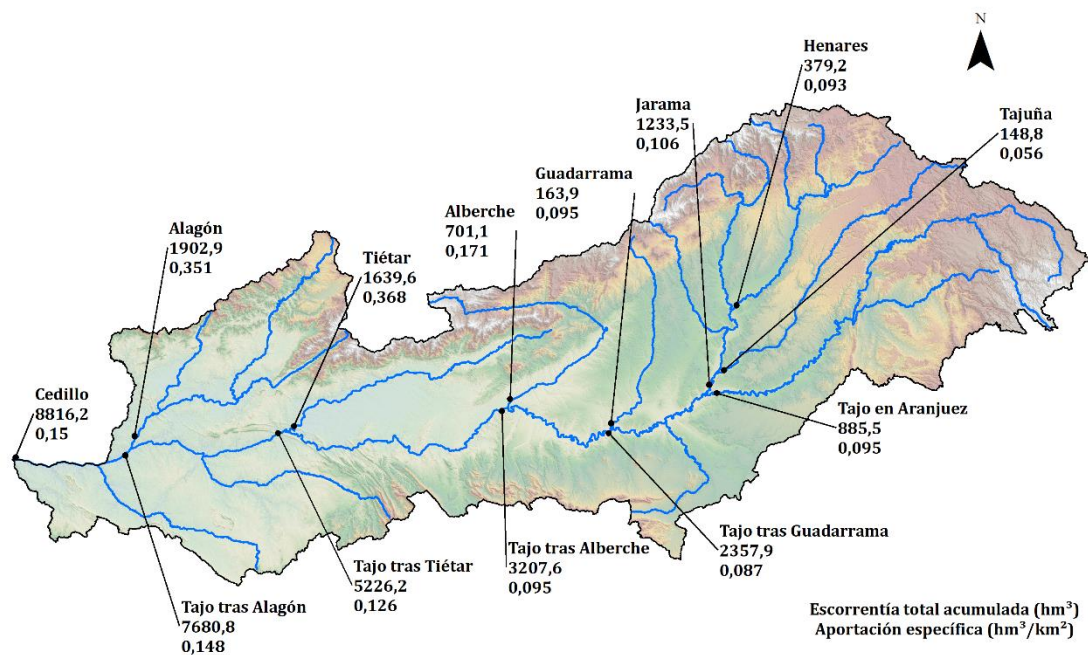 N
Henares
379,2
0,093
Jarama
1233,5
0,106
Tajuña
148,8
0,056
Guadarrama
163,9
0,095
Alberche
701,1
0,171
Alagón
1902,9
0,351
Tiétar
1639,6
0,368
Cedillo
8816,2
0,15
Tajo en Aranjuez
885,5
0,095
Tajo tras Guadarrama
2357,9
0,087
Tajo tras Alberche
3207,6
0,095
Tajo tras Tiétar
5226,2
0,126
Tajo tras Alagón
7680,8
0,148
Escorrentía total acumulada (hm³)
Aportación específica (hm³/km²)